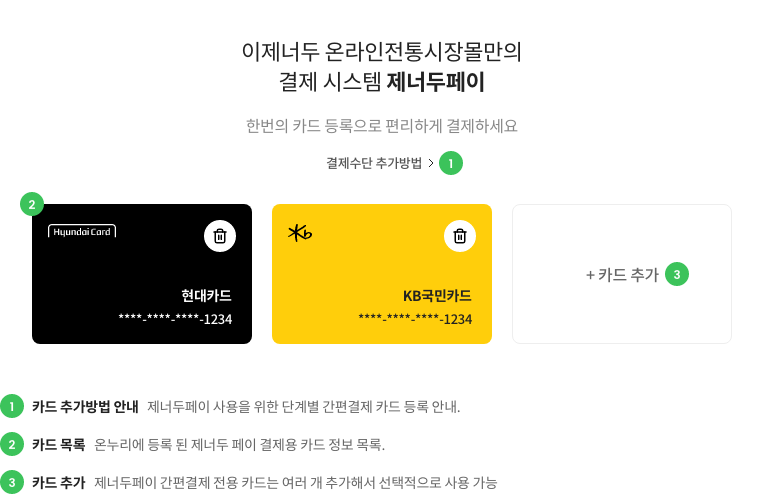 이제너두 온라인전통시장몰만의
결제 시스템 제너두페이
한번의 카드 등록으로 편리하게 결제하세요
결제수단 추가방법 > 1
2
Hyundai Card
현대카드
****-****-****-1234
KB국민카드
****-****-****-1234
+ 카드 추가 3
1 카드 추가방법 안내 제너두페이 사용을 위한 단계별 간편결제 카드 등록 안내.
2 카드 목록 온누리에 등록 된 제너두 페이 결제용 카드 정보 목록.
3 카드 추가 제너두페이 간편결제 전용 카드는 여러 개 추가해서 선택적으로 사용 가능